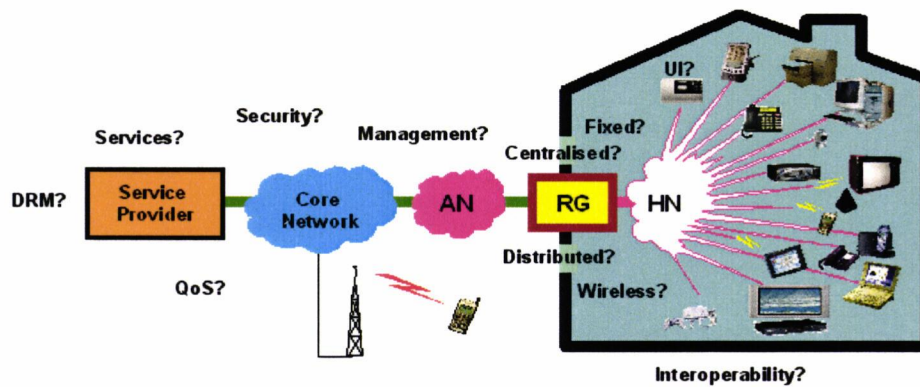 UI?
Security?
Services?
Management?
Fixed?
Centralised?
DRM?
Service
Provider
Core
Network
AN
RG
HN
Distributed?
QoS?
Wireless?
Interoperability?